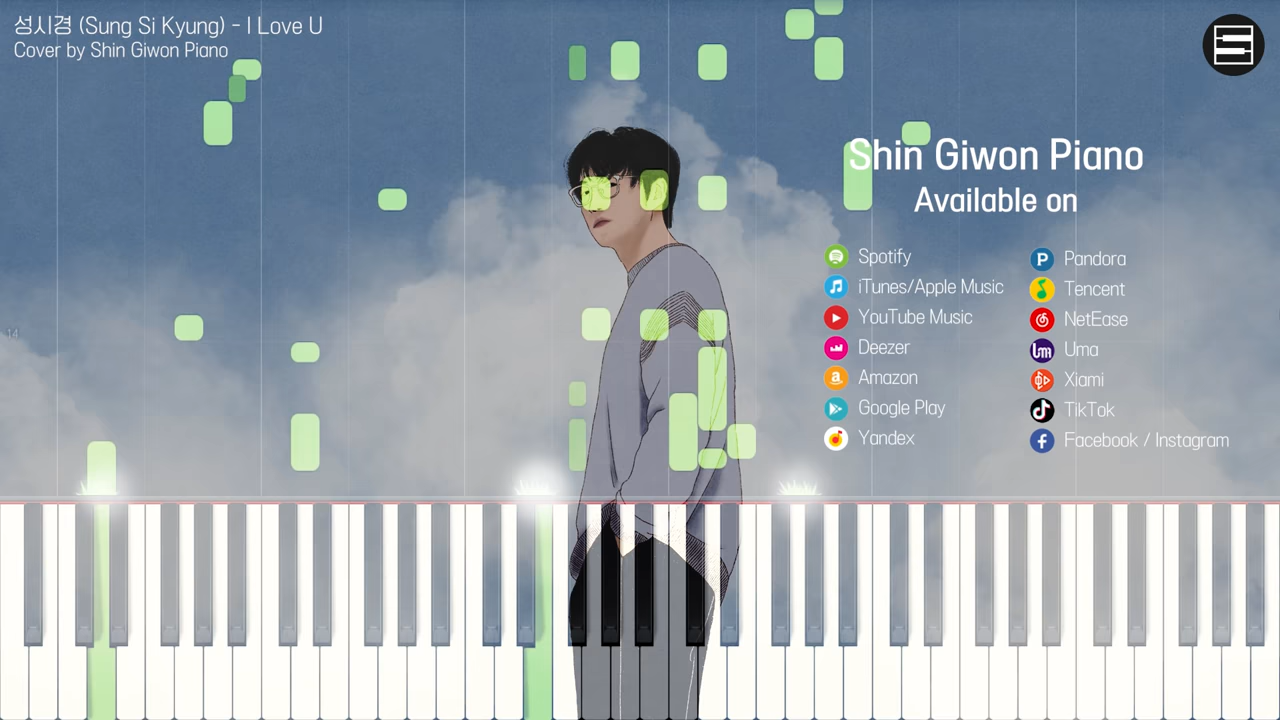 성시경 (Sung Si Kyung) - I Love U
Cover by Shin Giwon Piano
Shin Giwon Piano
Available on
Spotify
iTunes/Apple Music
YouTube Music
Deezer
Amazon
Google Play
Yandex
Pandora
Tencent
NetEase
Uma
Xiami
TikTok
Facebook / Instagram
14